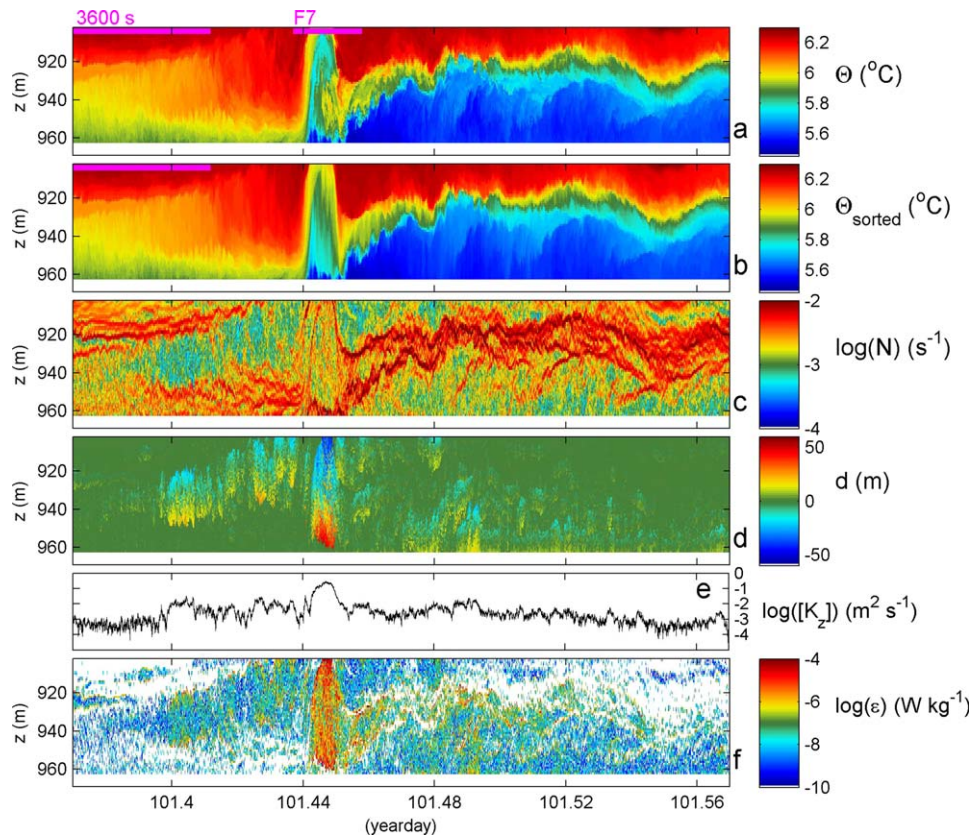 3600 s F7
6.2
6
5.8
5.6
Θ (°C)
920
940
960
z (m)
a
6.2
6
5.8
5.6
Θsorted (°C)
920
940
960
z (m)
b
-2
-3
-4
log(N) (s-1)
920
940
960
z (m)
c
50
0
-50
d (m)
920
940
960
z (m)
d
0
-1
-2
-3
-4
e
log([Kz]) (m2 s-1)
-4
-6
-8
-10
log(ε) (W kg-1)
920
940
960
z (m)
f
101.4 101.44 101.48 101.52 101.56
(yearday)